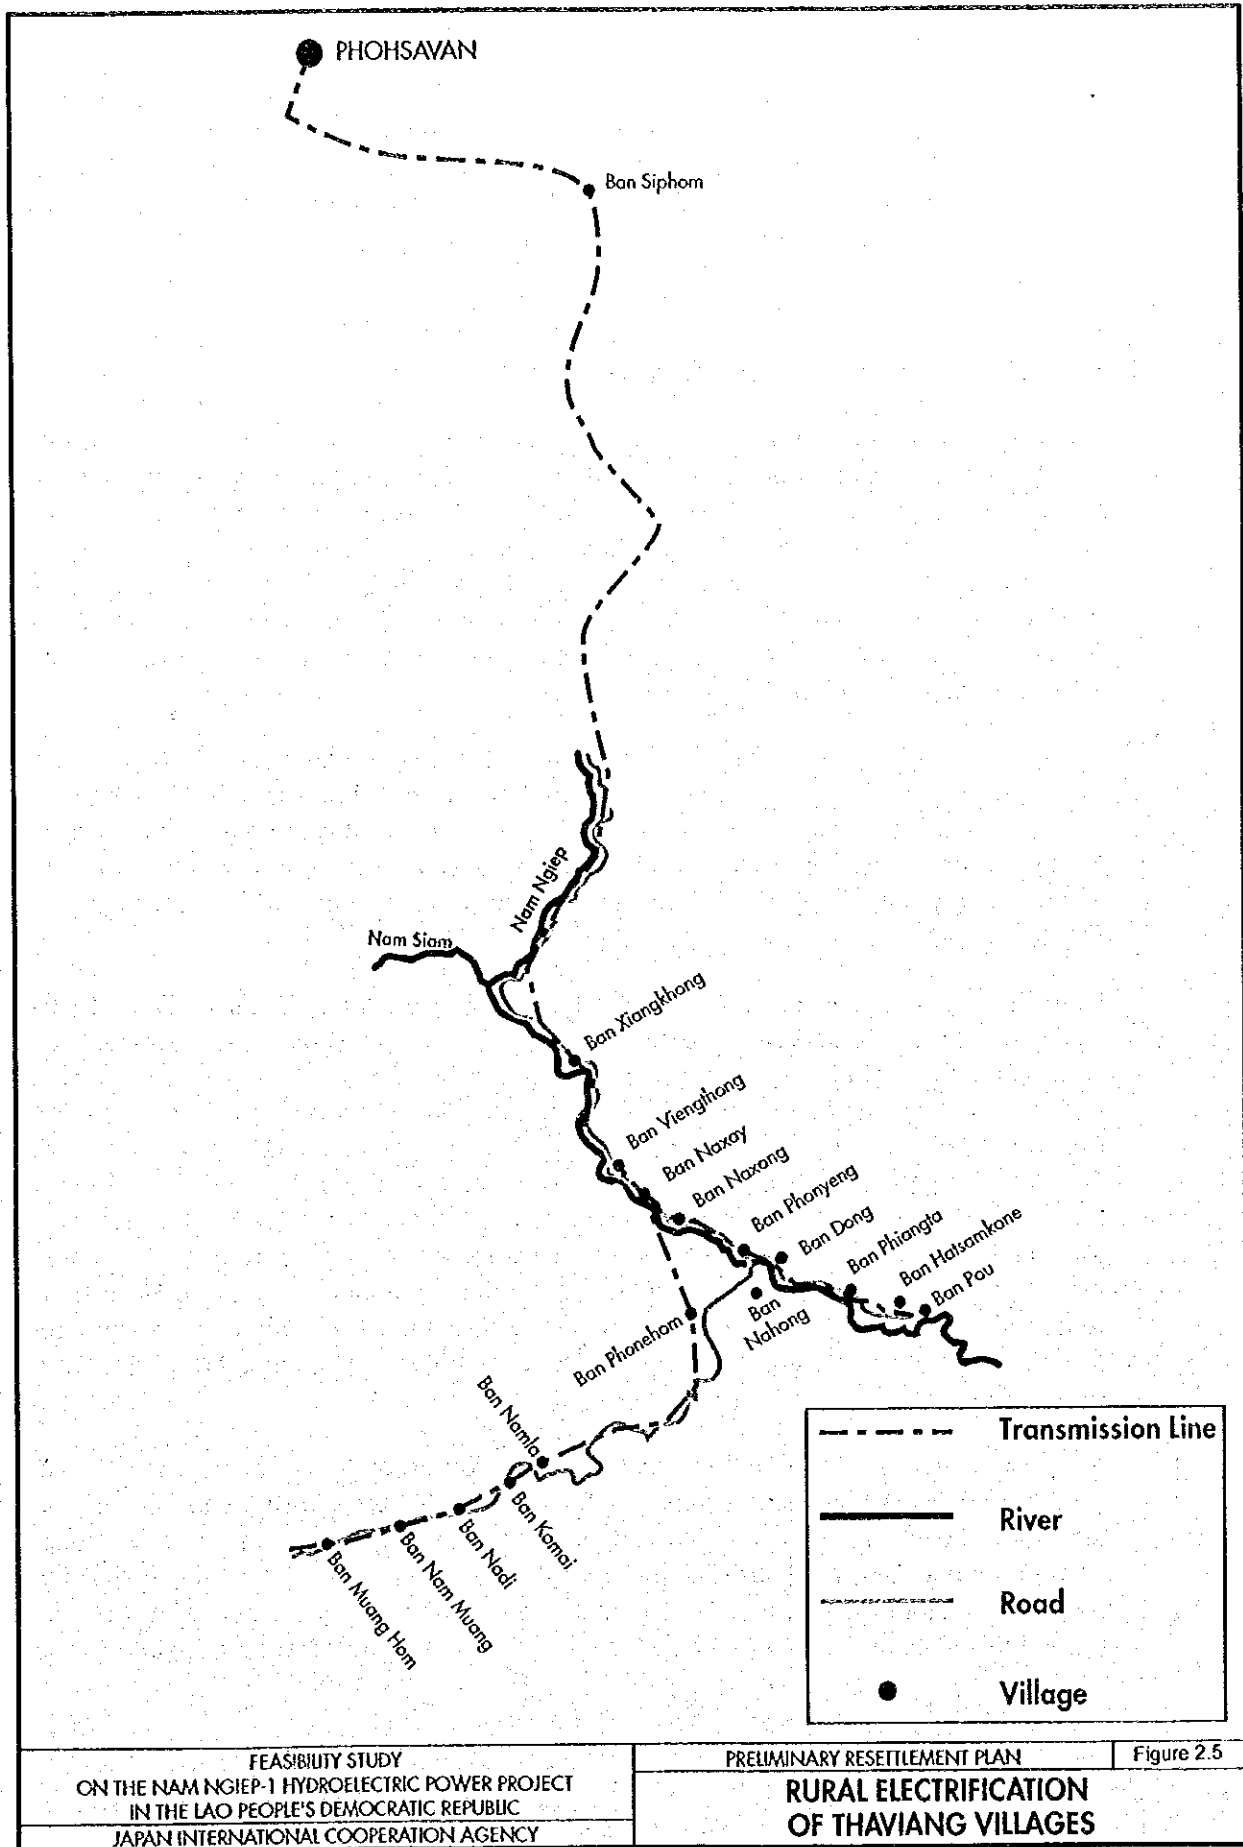 PHOHSAVAN
Ban Siphom
Nam Ngiep
Nam Siam
Ban Xiangkhong
Ban Viengthong
Ban Naxay
Ban Naxong
Ban Phonyeng
Ban Dong
Ban Phiangta
Ban Hatsamkone
Ban Pou
Ban
Nahong
Ban Phonehom
Ban Namla
Ban Komai
Ban Nadi
Ban Nam Muang
Ban Muang Hom
Transmission Line
River
Road
Village
FEASIBILITY STUDY
ON THE NAM NGIEP-1 HYDROELECTRIC POWER PROJECT
IN THE LAO PEOPLE'S DEMOCRATIC REPUBLIC
JAPAN INTERNATIONAL COOPERATION AGENCY
PRELIMINARY RESETTLEMENT PLAN
Figure 2.5
RURAL ELECTRIFICATION
OF THAVIANG VILLAGES